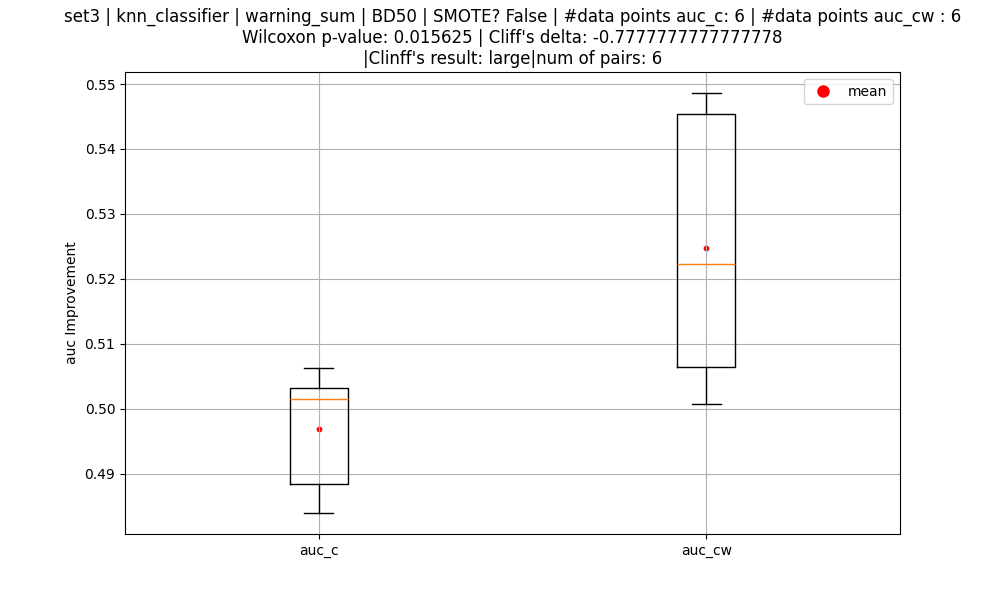 set3 | knn_classifier | warning_sum | BD50 | SMOTE? False | #data points auc_c: 6 | #data points auc_cw : 6
Wilcoxon p-value: 0.015625 | Cliff's delta: -0.7777777777777778
|Clinff's result: large|num of pairs: 6
mean
0.55
0.54
0.53
0.52
0.51
0.50
0.49
auc Improvement
auc_c
auc_cw